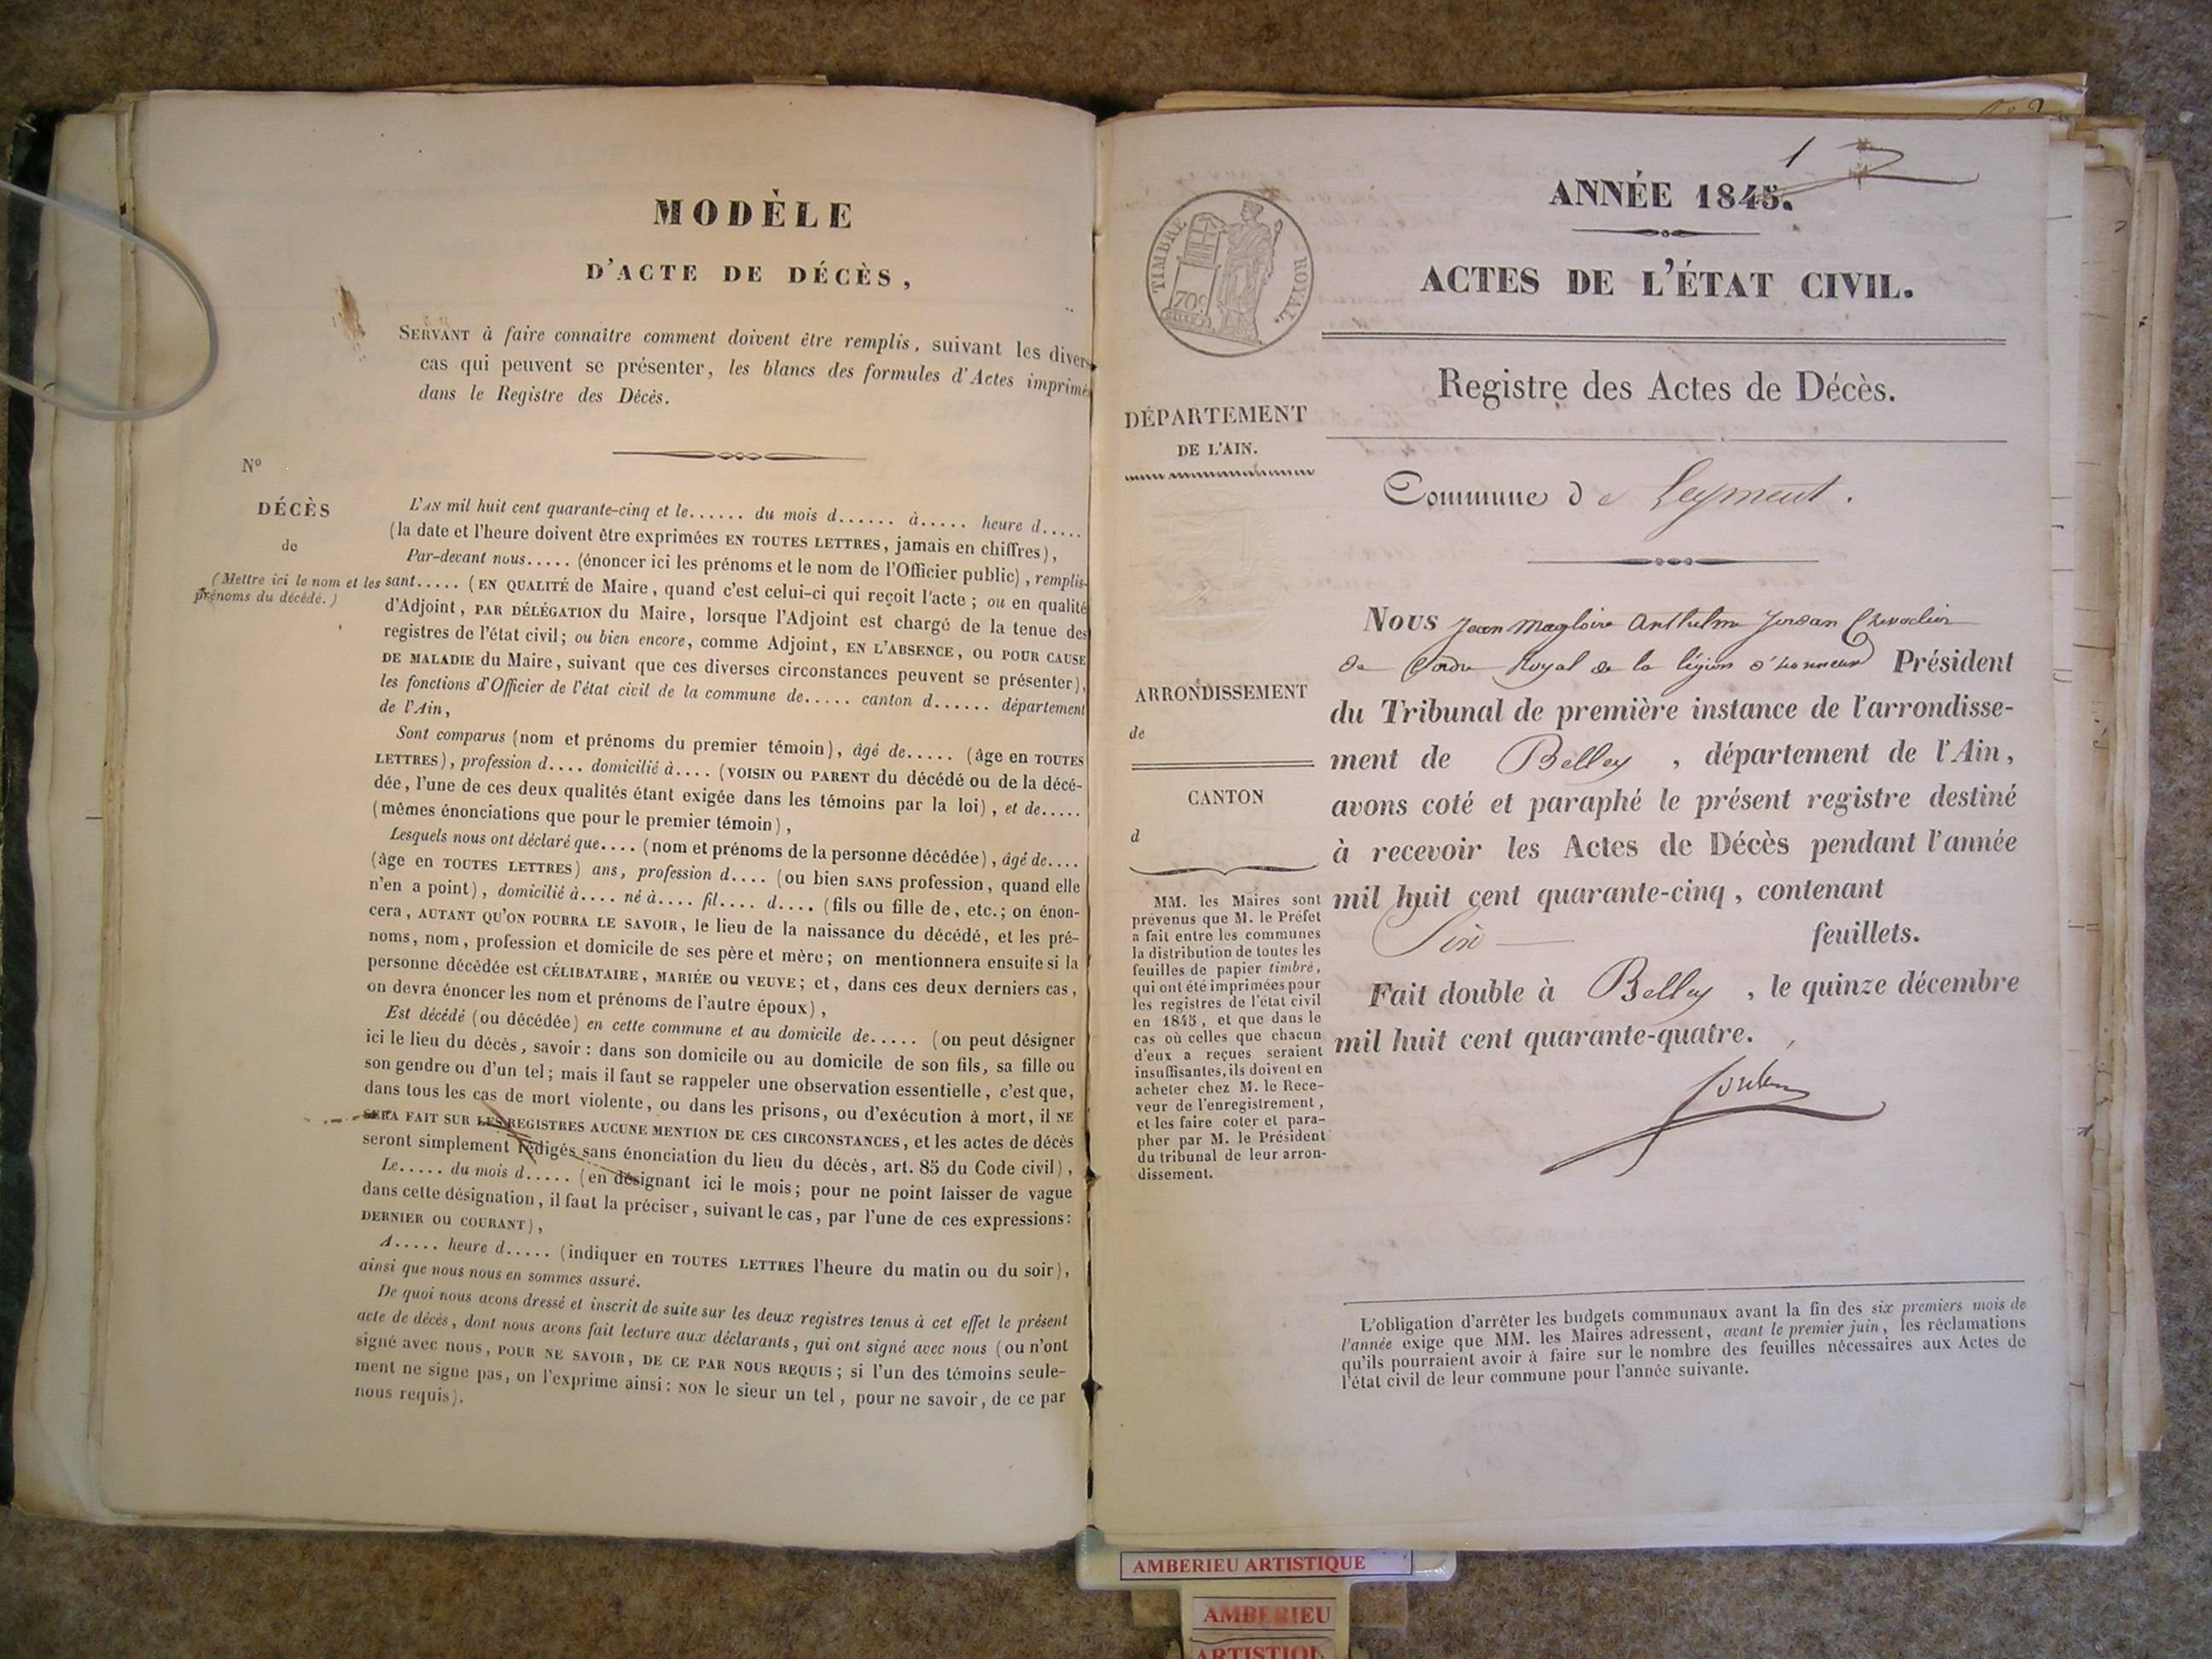 MODÈLE
D'ACTE DE DÉCÈS,
SERVANT à faire connaître comment doivent être remplis, suivant les divers
cas qui peuvent se présenter, les blancs des formules d'Actes imprimés
dans le Registre des Décès.
No
DÉCÈS
de
(Mettre ici le nom et les
prénoms du décédé.)
L'AN mil huit cent quarante-cinq et le...... du mois d...... à..... heure d.....
(la date et l'heure doivent être exprimées EN TOUTES LETTRES, jamais en chiffres),
Par-devant nous..... (énoncer ici les prénoms et le nom de l'Officier public), remplis-
sant..... (EN QUALITÉ de Maire, quand c'est celui-ci qui reçoit l'acte; ou en qualité
d'Adjoint, PAR DÉLÉGATION du Maire, lorsque l'Adjoint est chargé de la tenue des
registres de l'état civil; ou bien encore, comme Adjoint, EN L'ABSENCE, OU POUR CAUSE
DE MALADIE du Maire, suivant que ces diverses circonstances peuvent se présenter),
les fonctions d'Officier de l'état civil de la commune de..... canton d...... département
de l'Ain,
Sont comparus (nom et prénoms du premier témoin), âgé de..... (âge en TOUTES
LETTRES), profession d.... domicilié à.... (VOISIN OU PARENT du décédé ou de la décé-
dée, l'une de ces deux qualités étant exigée dans les témoins par la loi), et de.....
(mêmes énonciations que pour le premier témoin),
Lesquels nous ont déclaré que.... (nom et prénoms de la personne décédée), âgé de....
(âge en TOUTES LETTRES) ans, profession d.... (ou bien SANS profession, quand elle
n'en a point), domicilié à.... né à.... fil.... d.... (fils ou fille de, etc.; on énon-
cera, AUTANT QU'ON POURRA LE SAVOIR, le lieu de la naissance du décédé, et les pré-
noms, nom, profession et domicile de ses père et mère; on mentionnera ensuite si la
personne décédée est CÉLIBATAIRE, MARIÉE OU VEUVE; et, dans ces deux derniers cas,
on devra énoncer les nom et prénoms de l'autre époux),
Est décédé (ou décédée) en cette commune et au domicile de..... (on peut désigner
ici le lieu du décès, savoir: dans son domicile ou au domicile de son fils, sa fille ou
son gendre ou d'un tel; mais il faut se rappeler une observation essentielle, c'est que,
dans tous les cas de mort violente, ou dans les prisons, ou d'exécution à mort, il NE
SERA FAIT SUR LES REGISTRES AUCUNE MENTION DE CES CIRCONSTANCES, et les actes de décès
seront simplement rédigés sans énonciation du lieu du décès, art. 85 du Code civil),
Le..... du mois d..... (en désignant ici le mois; pour ne point laisser de vague
dans cette désignation, il faut la préciser, suivant le cas, par l'une de ces expressions:
DERNIER OU COURANT),
A..... heure d..... (indiquer en TOUTES LETTRES l'heure du matin ou du soir),
ainsi que nous nous en sommes assuré.
De quoi nous avons dressé et inscrit de suite sur les deux registres tenus à cet effet le présent
acte de décès, dont nous avons fait lecture aux déclarants, qui ont signé avec nous (ou n'ont
signé avec nous, POUR NE SAVOIR, DE CE PAR NOUS REQUIS; si l'un des témoins seule-
ment ne signe pas, on l'exprime ainsi: NON le sieur un tel, pour ne savoir, de ce par
nous requis).
1
ANNÉE 1845.
TIMBRE ROYAL.
70c
ACTES DE L'ÉTAT CIVIL.
Registre des Actes de Décès.
DÉPARTEMENT
DE L'AIN.
Commune de Leyment.
Nous Jean Magloire Anthelme Jordan Chevalier
de l'ordre Royal de la légion d'honneur Président
du Tribunal de première instance de l'arrondisse-
ment de Belley, département de l'Ain,
avons coté et paraphé le présent registre destiné
à recevoir les Actes de Décès pendant l'année
mil huit cent quarante-cinq, contenant
Six feuillets.
Fait double à Belley, le quinze décembre
mil huit cent quarante-quatre.
Jordan
ARRONDISSEMENT
de
CANTON
d
MM. les Maires sont
prévenus que M. le Préfet
a fait entre les communes
la distribution de toutes les
feuilles de papier timbré,
qui ont été imprimées pour
les registres de l'état civil
en 1845, et que dans le
cas où celles que chacun
d'eux a reçues seraient
insuffisantes, ils doivent en
acheter chez M. le Rece-
veur de l'enregistrement,
et les faire coter et para-
pher par M. le Président
du tribunal de leur arron-
dissement.
L'obligation d'arrêter les budgets communaux avant la fin des six premiers mois de
l'année exige que MM. les Maires adressent, avant le premier juin, les réclamations
qu'ils pourraient avoir à faire sur le nombre des feuilles nécessaires aux Actes de
l'état civil de leur commune pour l'année suivante.
AMBERIEU ARTISTIQUE
AMBERIEU